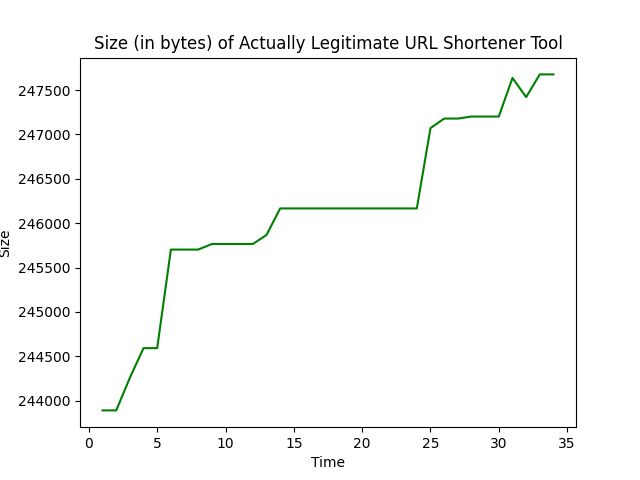 Size (in bytes) of Actually Legitimate URL Shortener Tool
247500
247000
246500
246000
245500
245000
244500
244000
Size
0 5 10 15 20 25 30 35
Time